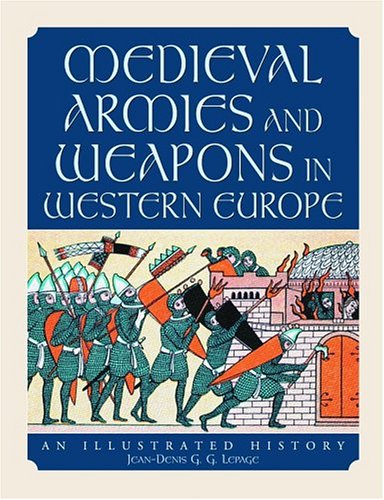 MEDIEVAL
ARMIES AND
WEAPONS IN
WESTERN EUROPE
AN ILLUSTRATED HISTORY
JEAN-DENIS G. G. LEPAGE